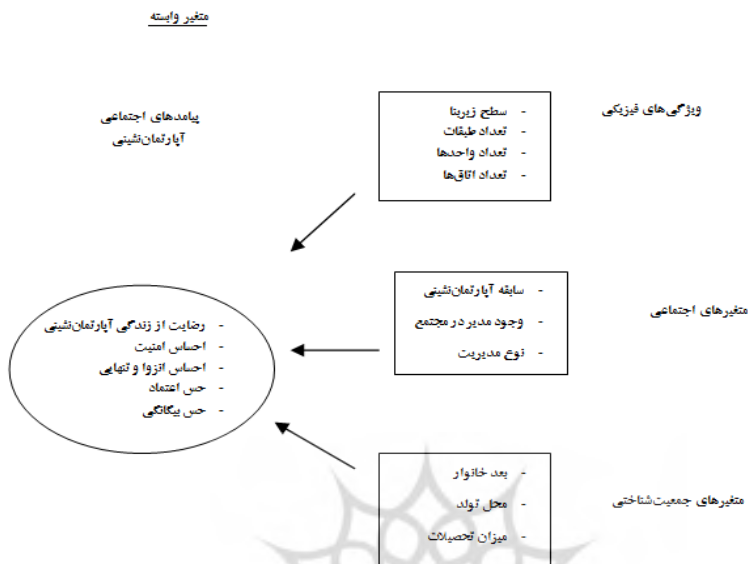 متغیر وابسته
ویژگی‌های فیزیکی
- سطح زیربنا
- تعداد طبقات
- تعداد واحدها
- تعداد اتاق‌ها
پیامدهای اجتماعی
آپارتمان‌نشینی
متغیرهای اجتماعی
- سابقه آپارتمان‌نشینی
- وجود مدیر در مجتمع
- نوع مدیریت
- رضایت از زندگی آپارتمان‌نشینی
- احساس امنیت
- احساس انزوا و تنهایی
- حس اعتماد
- حس بیگانگی
متغیرهای جمعیت‌شناختی
- بعد خانوار
- محل تولد
- میزان تحصیلات